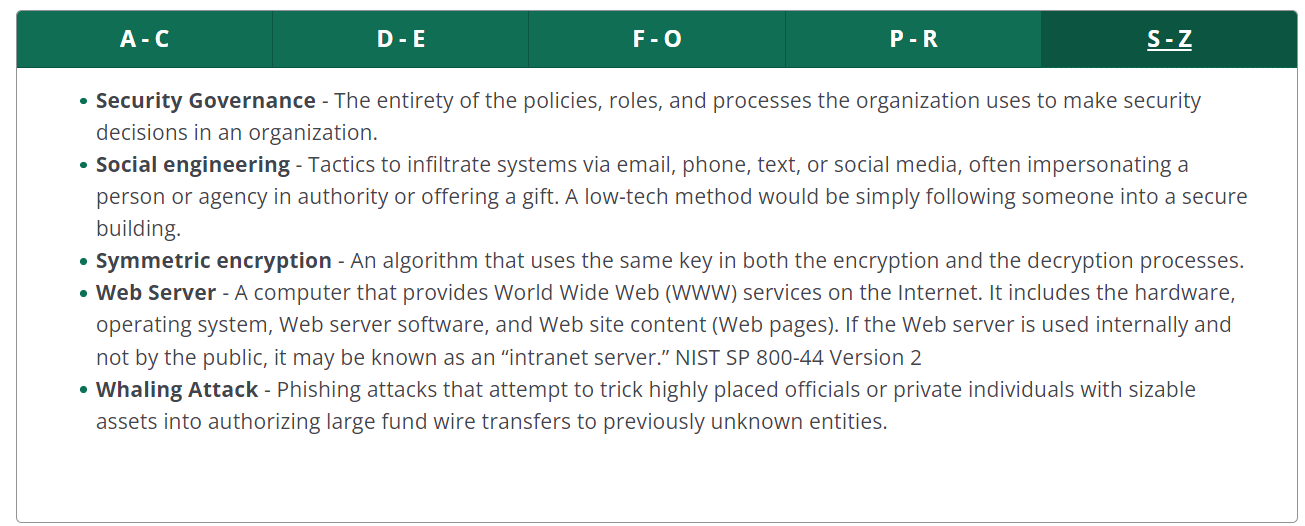 A - C
D - E
F - O
P - R
S - Z
• Security Governance - The entirety of the policies, roles, and processes the organization uses to make security
decisions in an organization.
• Social engineering - Tactics to infiltrate systems via email, phone, text, or social media, often impersonating a
person or agency in authority or offering a gift. A low-tech method would be simply following someone into a secure
building.
• Symmetric encryption - An algorithm that uses the same key in both the encryption and the decryption processes.
• Web Server - A computer that provides World Wide Web (WWW) services on the Internet. It includes the hardware,
operating system, Web server software, and Web site content (Web pages). If the Web server is used internally and
not by the public, it may be known as an “intranet server.” NIST SP 800-44 Version 2
• Whaling Attack - Phishing attacks that attempt to trick highly placed officials or private individuals with sizable
assets into authorizing large fund wire transfers to previously unknown entities.